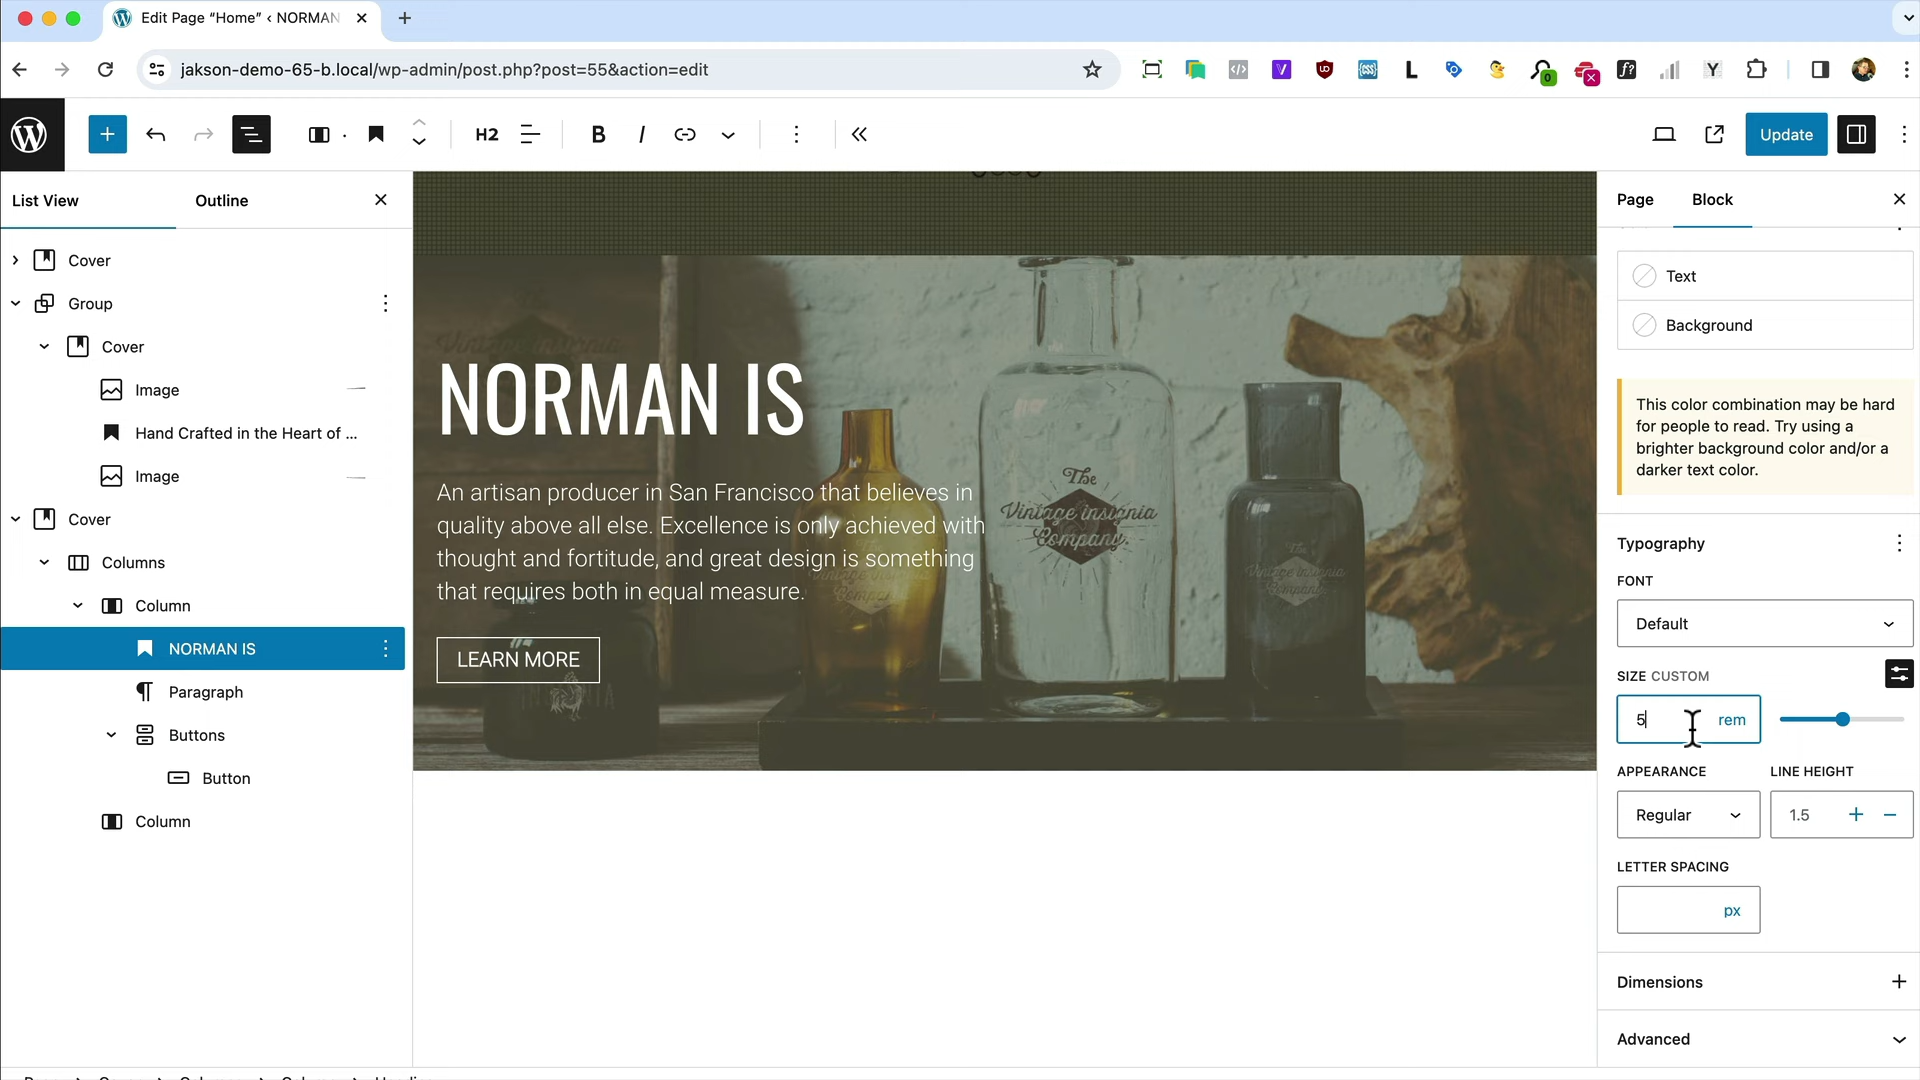 Edit Page “Home” ‹ NORMAN
jakson-demo-65-b.local/wp-admin/post.php?post=55&action=edit
0
L
Y
H2
B
I
Update
List View
Outline
Page
Block
Cover
Group
Cover
Image
Hand Crafted in the Heart of ...
Image
Cover
Columns
Column
NORMAN IS
Paragraph
Buttons
Button
Column
NORMAN IS
An artisan producer in San Francisco that believes in
quality above all else. Excellence is only achieved with
thought and fortitude, and great design is something
that requires both in equal measure.
LEARN MORE
The
Vintage insignia
Company.
Text
Background
This color combination may be hard
for people to read. Try using a
brighter background color and/or a
darker text color.
Typography
FONT
Default
SIZE CUSTOM
5 rem
APPEARANCE
LINE HEIGHT
Regular
1.5
LETTER SPACING
px
Dimensions
Advanced